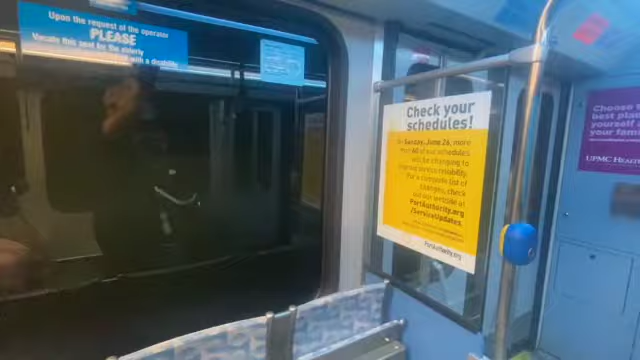 Upon the request of the operator
PLEASE
Vacate this seat for the elderly
with a disability
Check your
schedules!
On Sunday, June 26, more
than 60 of our schedules
will be changing to
improve service reliability.
For a complete list of
changes, check
out our website at
PortAuthority.org
/ServiceUpdates.
PortAuthority.org
Choose
best pla
yourself a
your fami
UPMC HEALTH